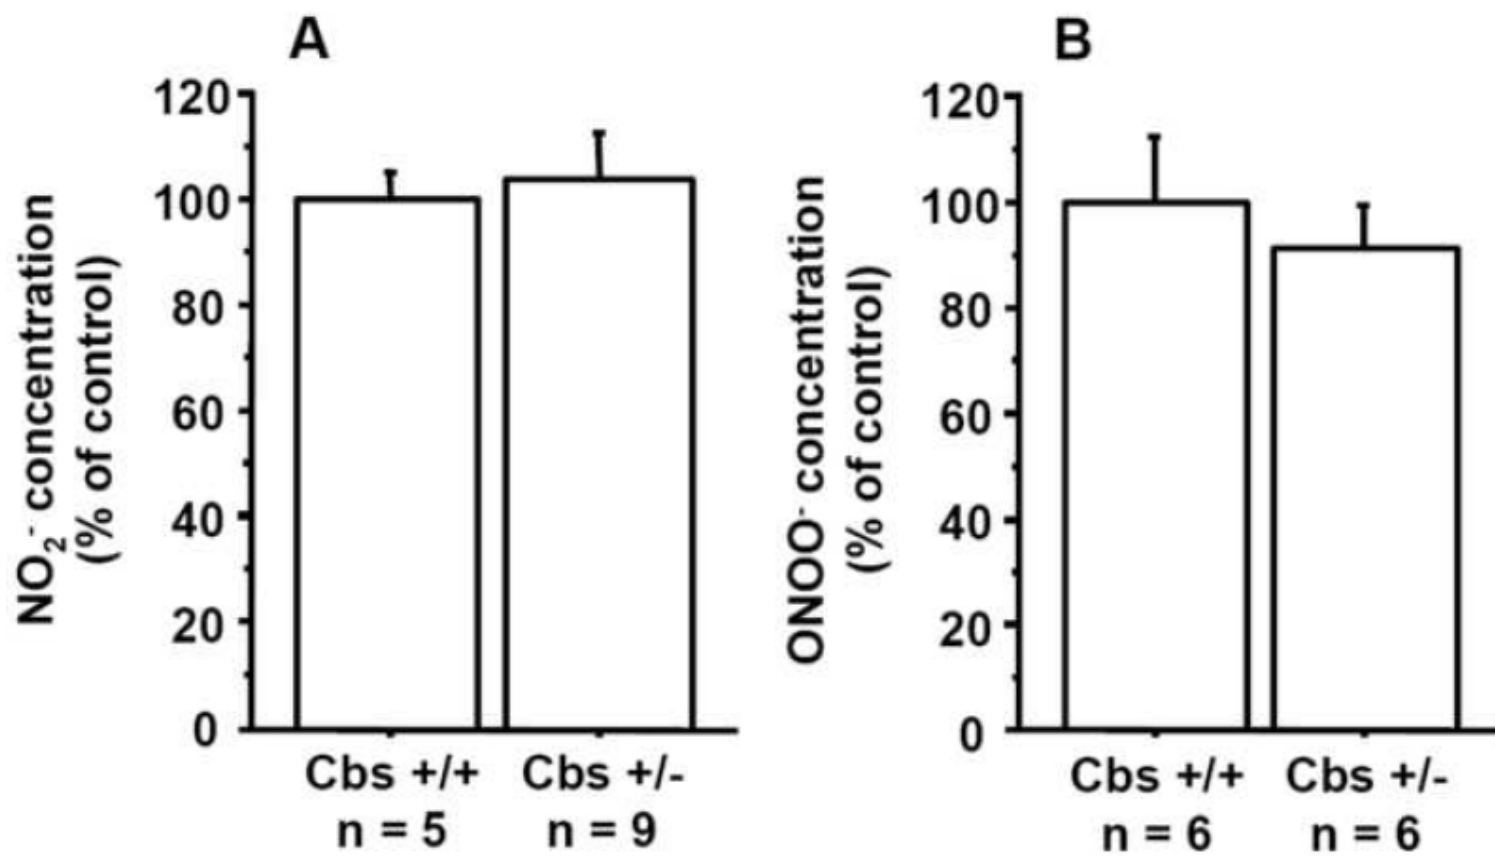 A
NO₂⁻ concentration
(% of control)
120
100
80
60
40
20
0
Cbs +/+ Cbs +/-
n = 5 n = 9
B
ONOO⁻ concentration
(% of control)
120
100
80
60
40
20
0
Cbs +/+ Cbs +/-
n = 6 n = 6